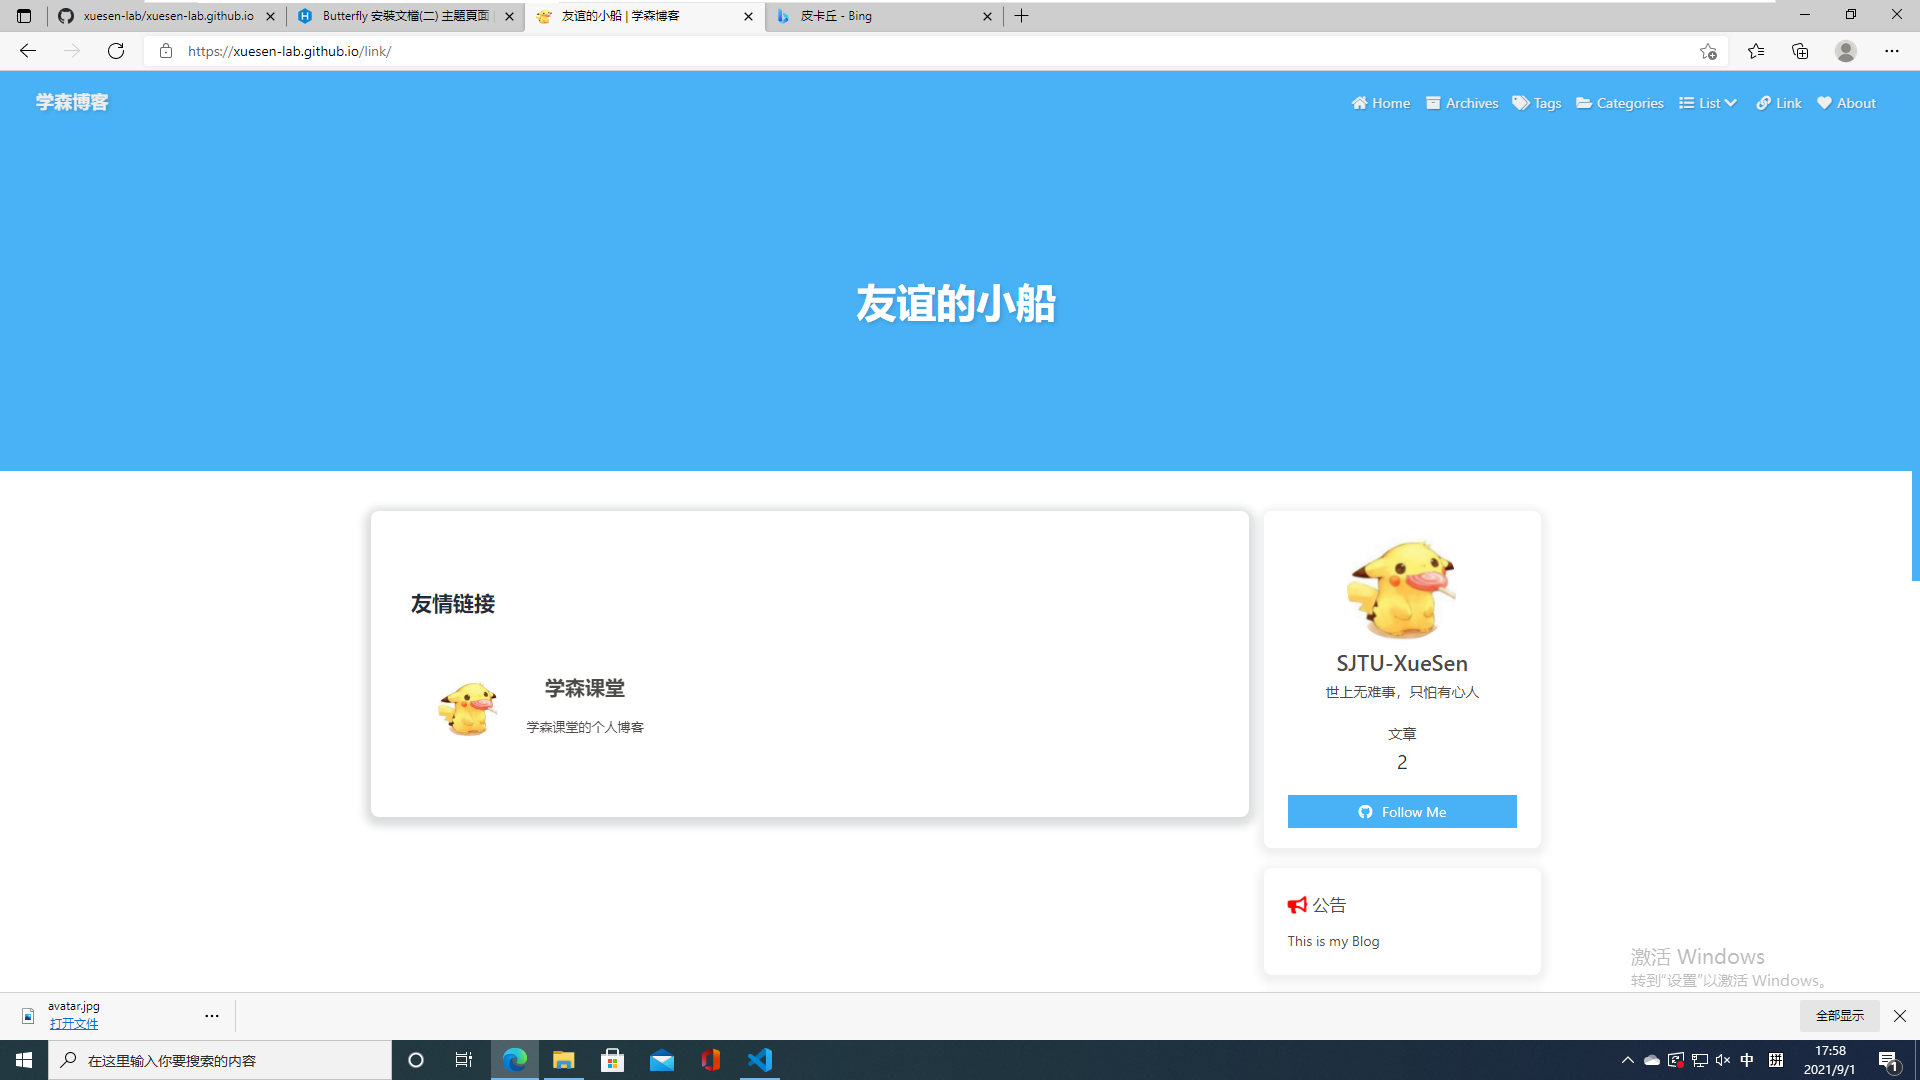 xuesen-lab/xuesen-lab.github.io
Butterfly 安裝文檔(二) 主題頁面
友谊的小船 | 学森博客
皮卡丘 - Bing
https://xuesen-lab.github.io/link/
学森博客
Home
Archives
Tags
Categories
List
Link
About
友谊的小船
友情链接
学森课堂
学森课堂的个人博客
SJTU-XueSen
世上无难事，只怕有心人
文章
2
Follow Me
公告
This is my Blog
激活 Windows
转到“设置”以激活 Windows。
avatar.jpg
打开文件
全部显示
在这里输入你要搜索的内容
中
拼
17:58
2021/9/1
1